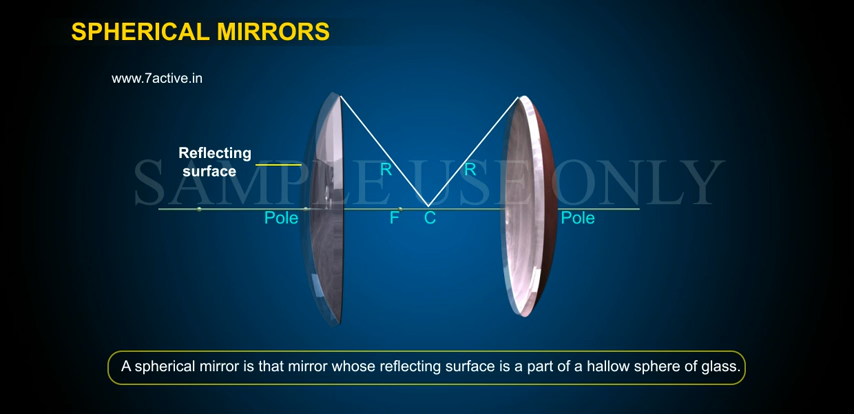 SPHERICAL MIRRORS
www.7active.in
Reflecting
surface
R R
SAMPLE USE ONLY
Pole F C Pole
A spherical mirror is that mirror whose reflecting surface is a part of a hallow sphere of glass.